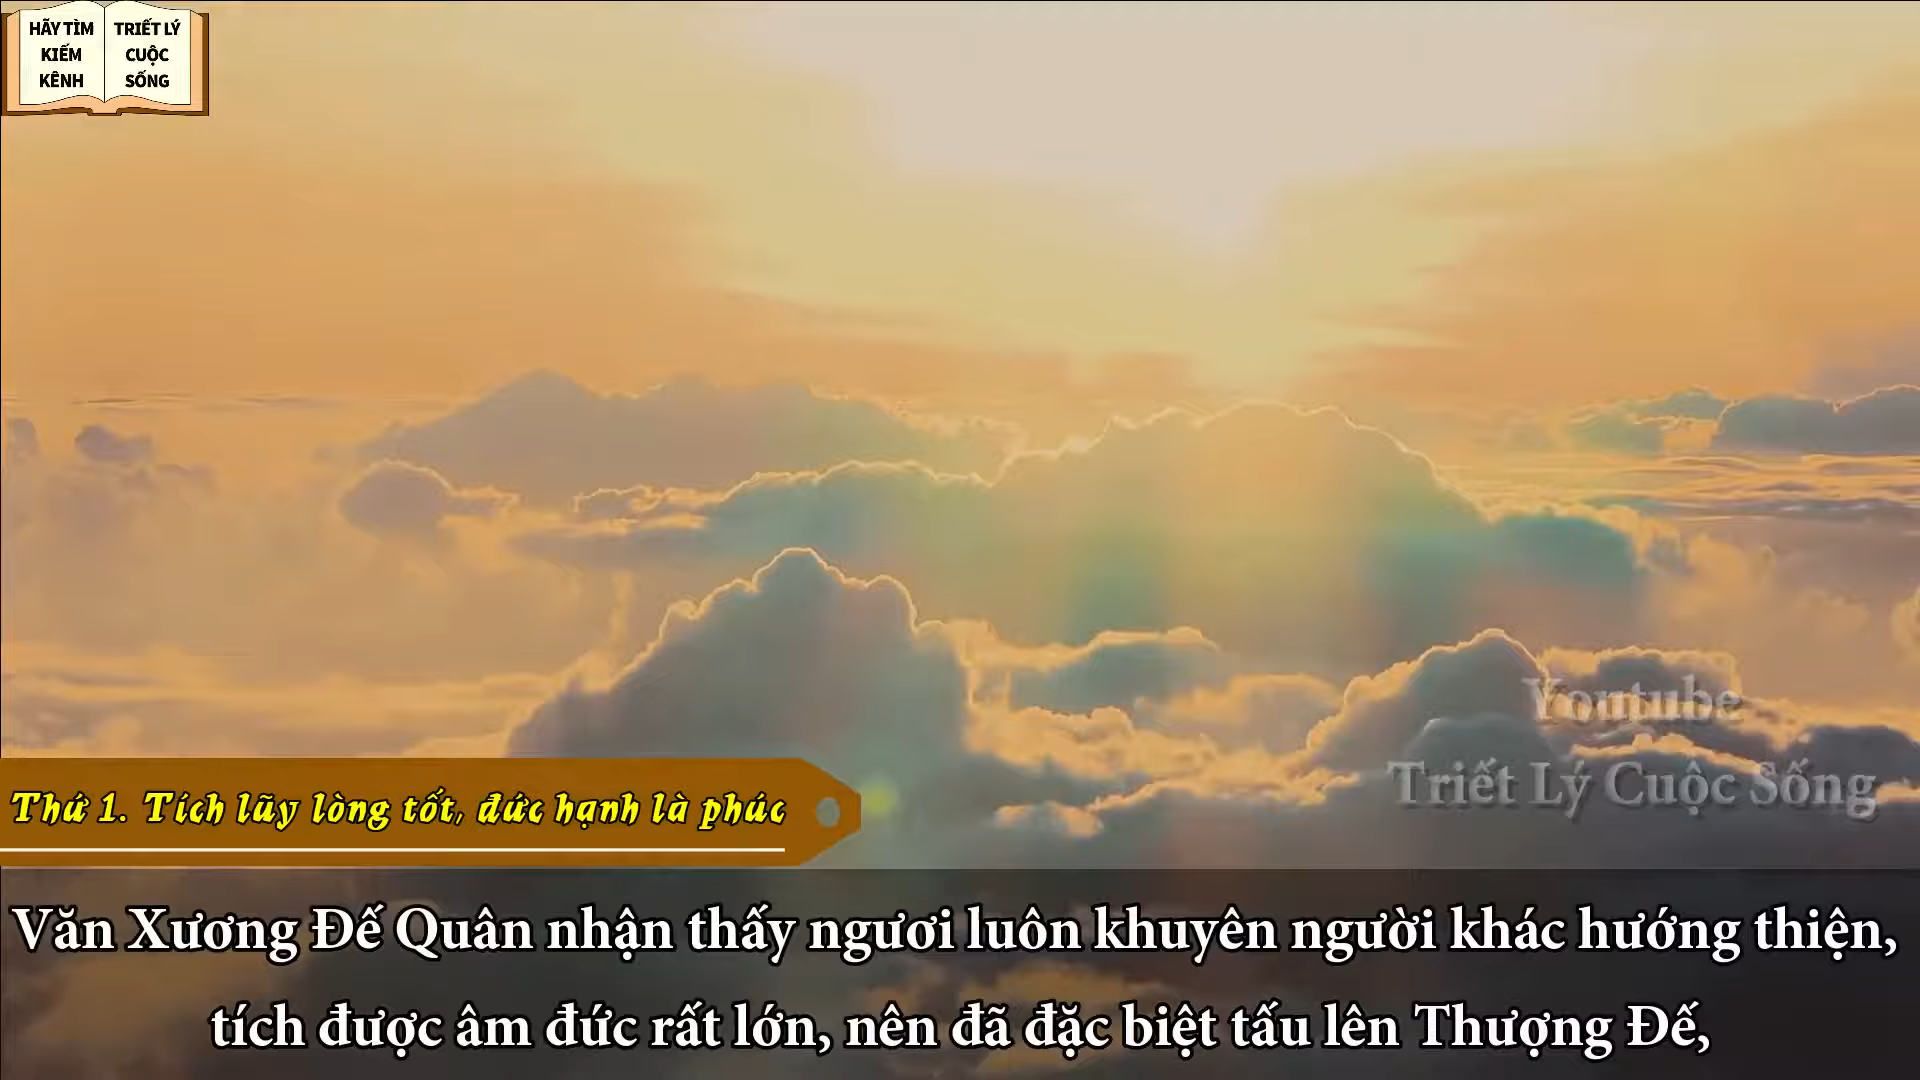 HÃY TÌM
KIẾM
KÊNH
TRIẾT LÝ
CUỘC
SỐNG
Youtube
Triết Lý Cuộc Sống
Thứ 1. Tích lũy lòng tốt, đức hạnh là phúc
Văn Xương Đế Quân nhận thấy ngươi luôn khuyên người khác hướng thiện,
tích được âm đức rất lớn, nên đã đặc biệt tấu lên Thượng Đế,